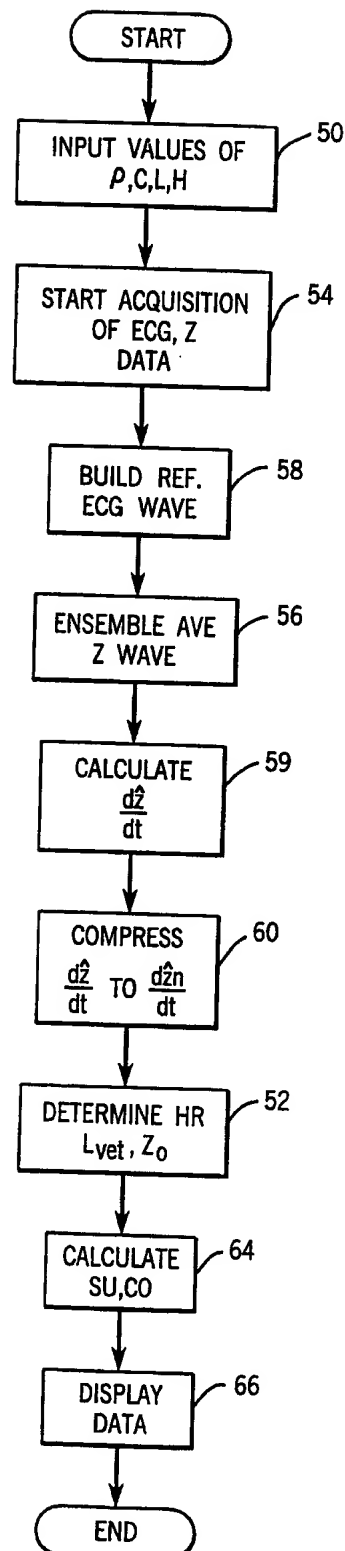 START
INPUT VALUES OF
ρ,C,L,H
50
START ACQUISITION
OF ECG, Z
DATA
54
BUILD REF.
ECG WAVE
58
ENSEMBLE AVE
Z WAVE
56
CALCULATE
dẑ
dt
59
COMPRESS
dẑ/dt TO dẑn/dt
60
DETERMINE HR
Lvet, Zo
52
CALCULATE
SU,CO
64
DISPLAY
DATA
66
END